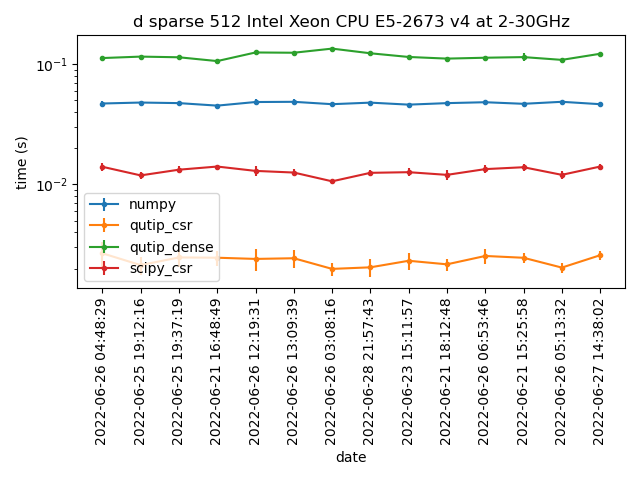 d sparse 512 Intel Xeon CPU E5-2673 v4 at 2-30GHz
time (s)
10⁻¹
10⁻²
numpy
qutip_csr
qutip_dense
scipy_csr
2022-06-26 04:48:29
2022-06-25 19:12:16
2022-06-25 19:37:19
2022-06-21 16:48:49
2022-06-26 12:19:31
2022-06-26 13:09:39
2022-06-26 03:08:16
2022-06-28 21:57:43
2022-06-23 15:11:57
2022-06-21 18:12:48
2022-06-26 06:53:46
2022-06-21 15:25:58
2022-06-26 05:13:32
2022-06-27 14:38:02
date